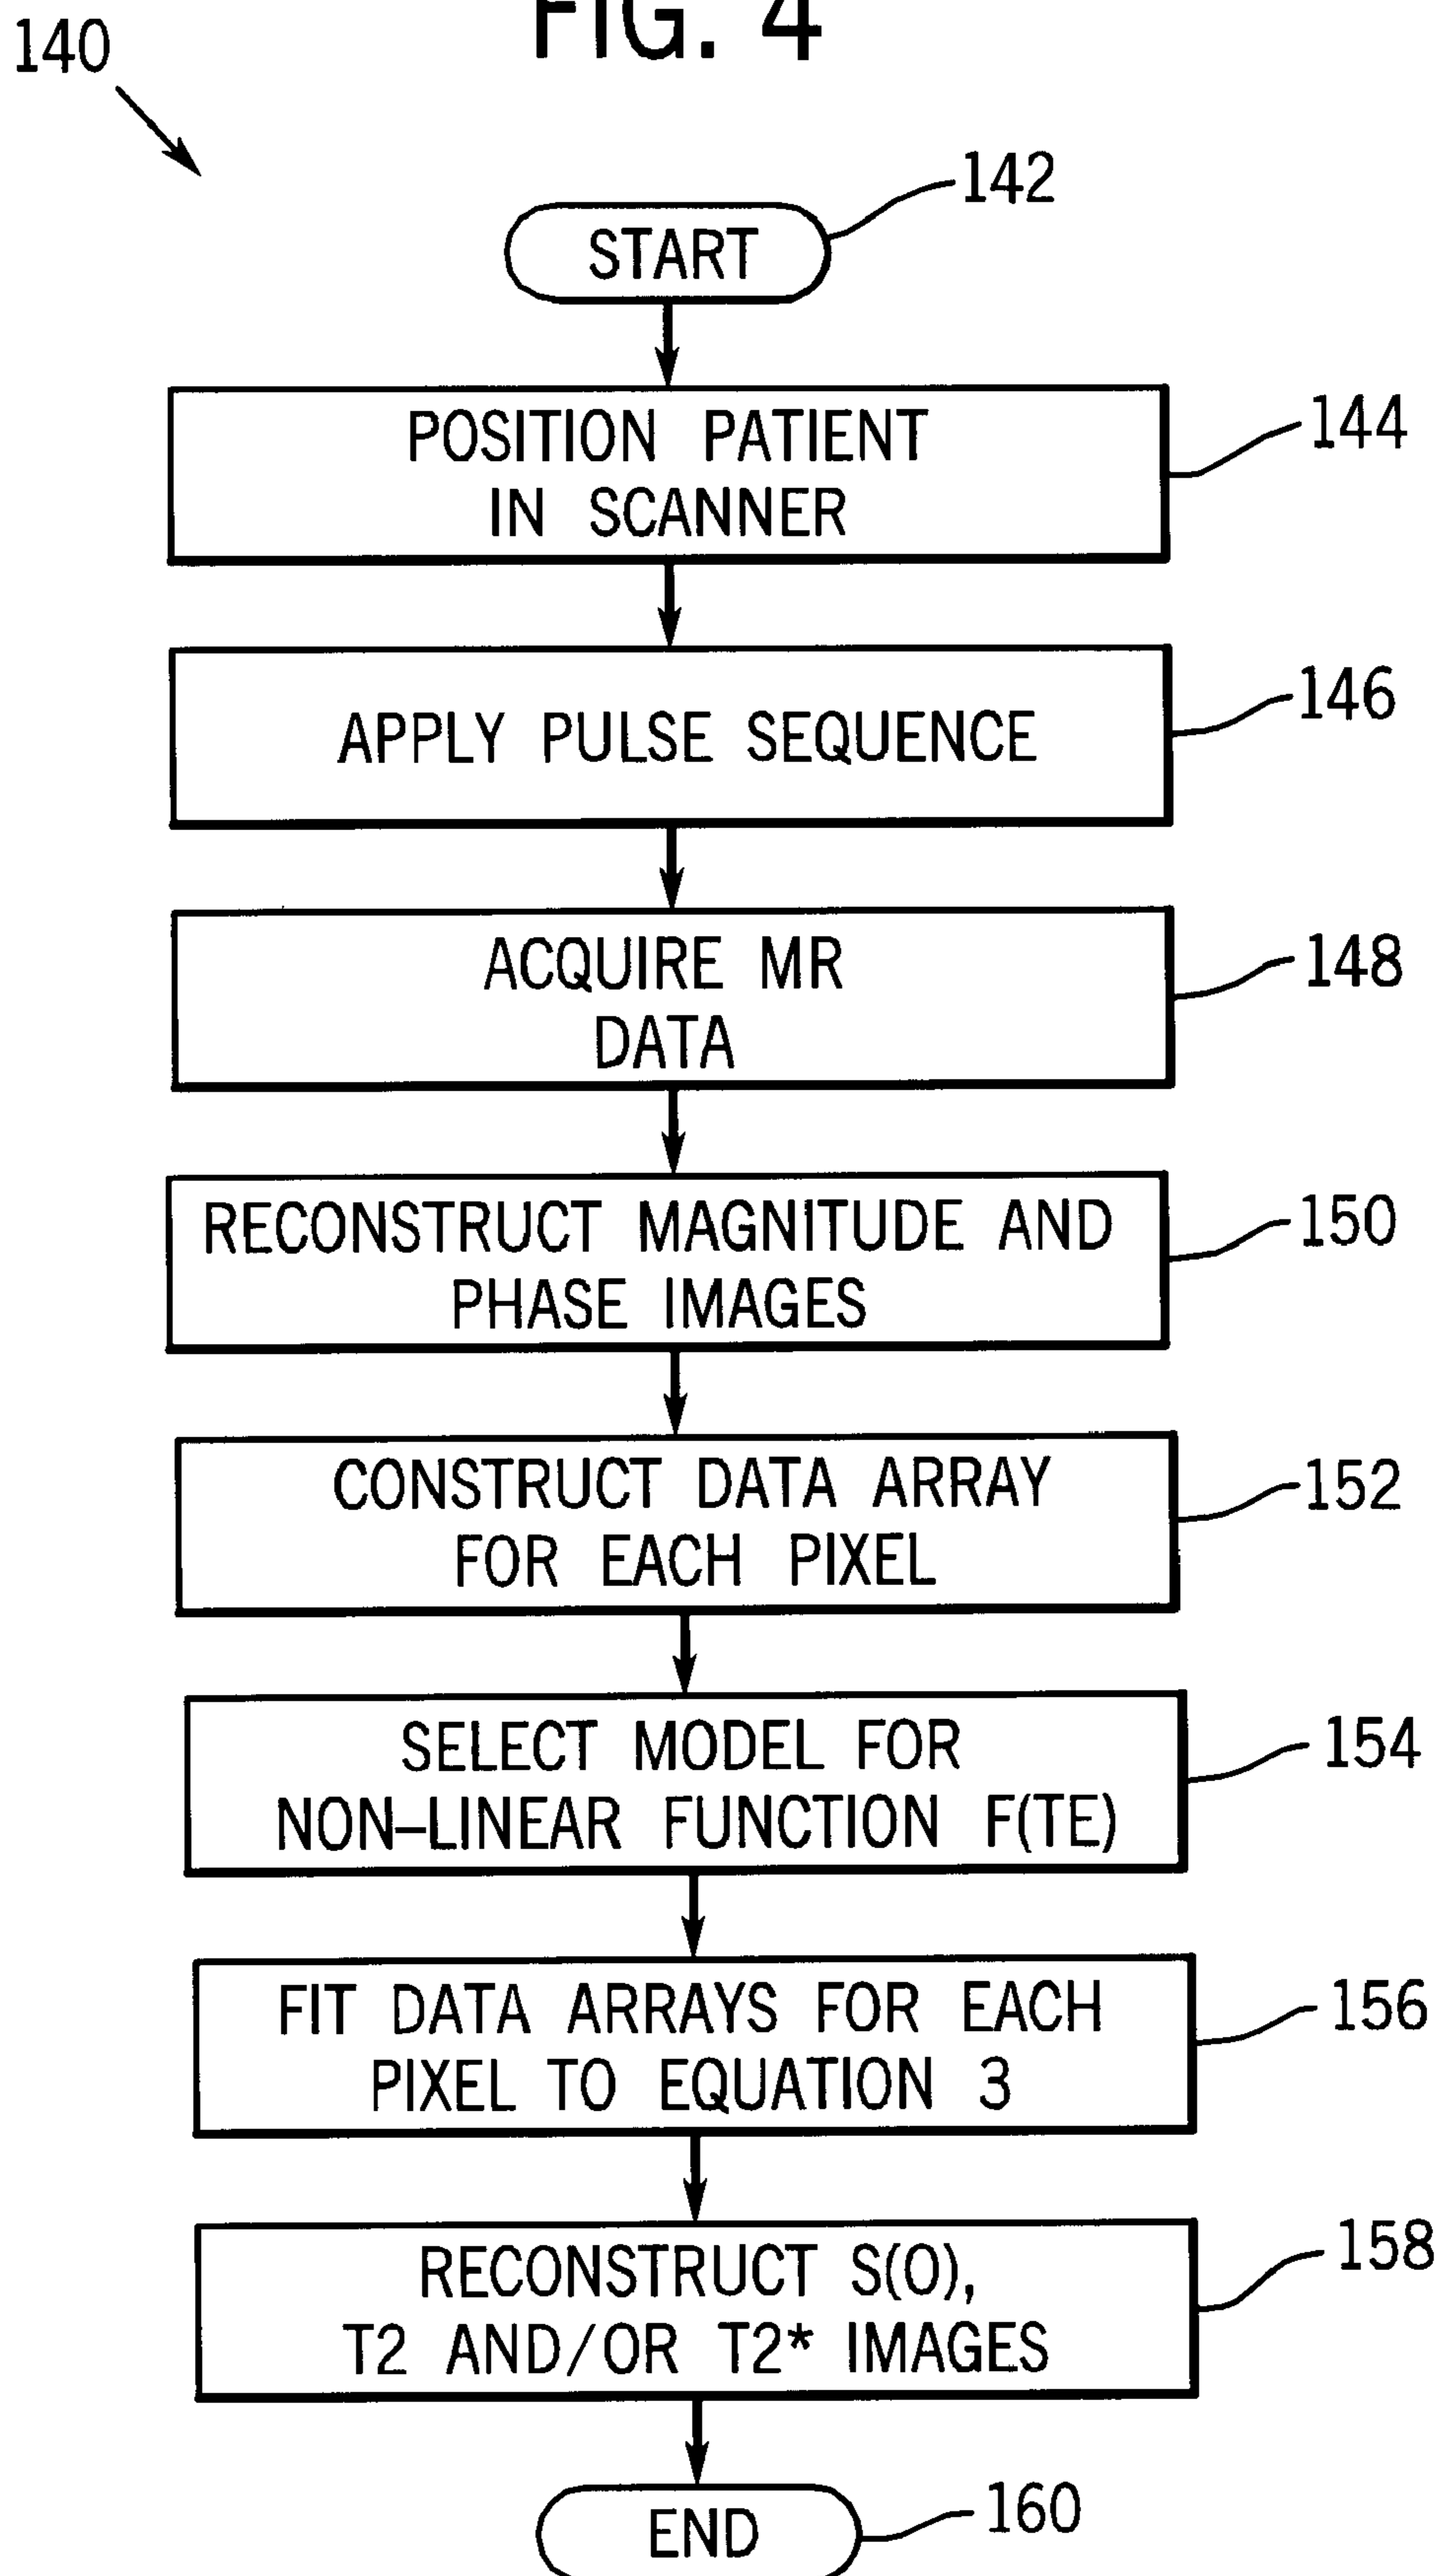 FIG. 4
140
142
START
POSITION PATIENT
IN SCANNER
144
APPLY PULSE SEQUENCE
146
ACQUIRE MR
DATA
148
RECONSTRUCT MAGNITUDE AND
PHASE IMAGES
150
CONSTRUCT DATA ARRAY
FOR EACH PIXEL
152
SELECT MODEL FOR
NON–LINEAR FUNCTION F(TE)
154
FIT DATA ARRAYS FOR EACH
PIXEL TO EQUATION 3
156
RECONSTRUCT S(O),
T2 AND/OR T2* IMAGES
158
END
160